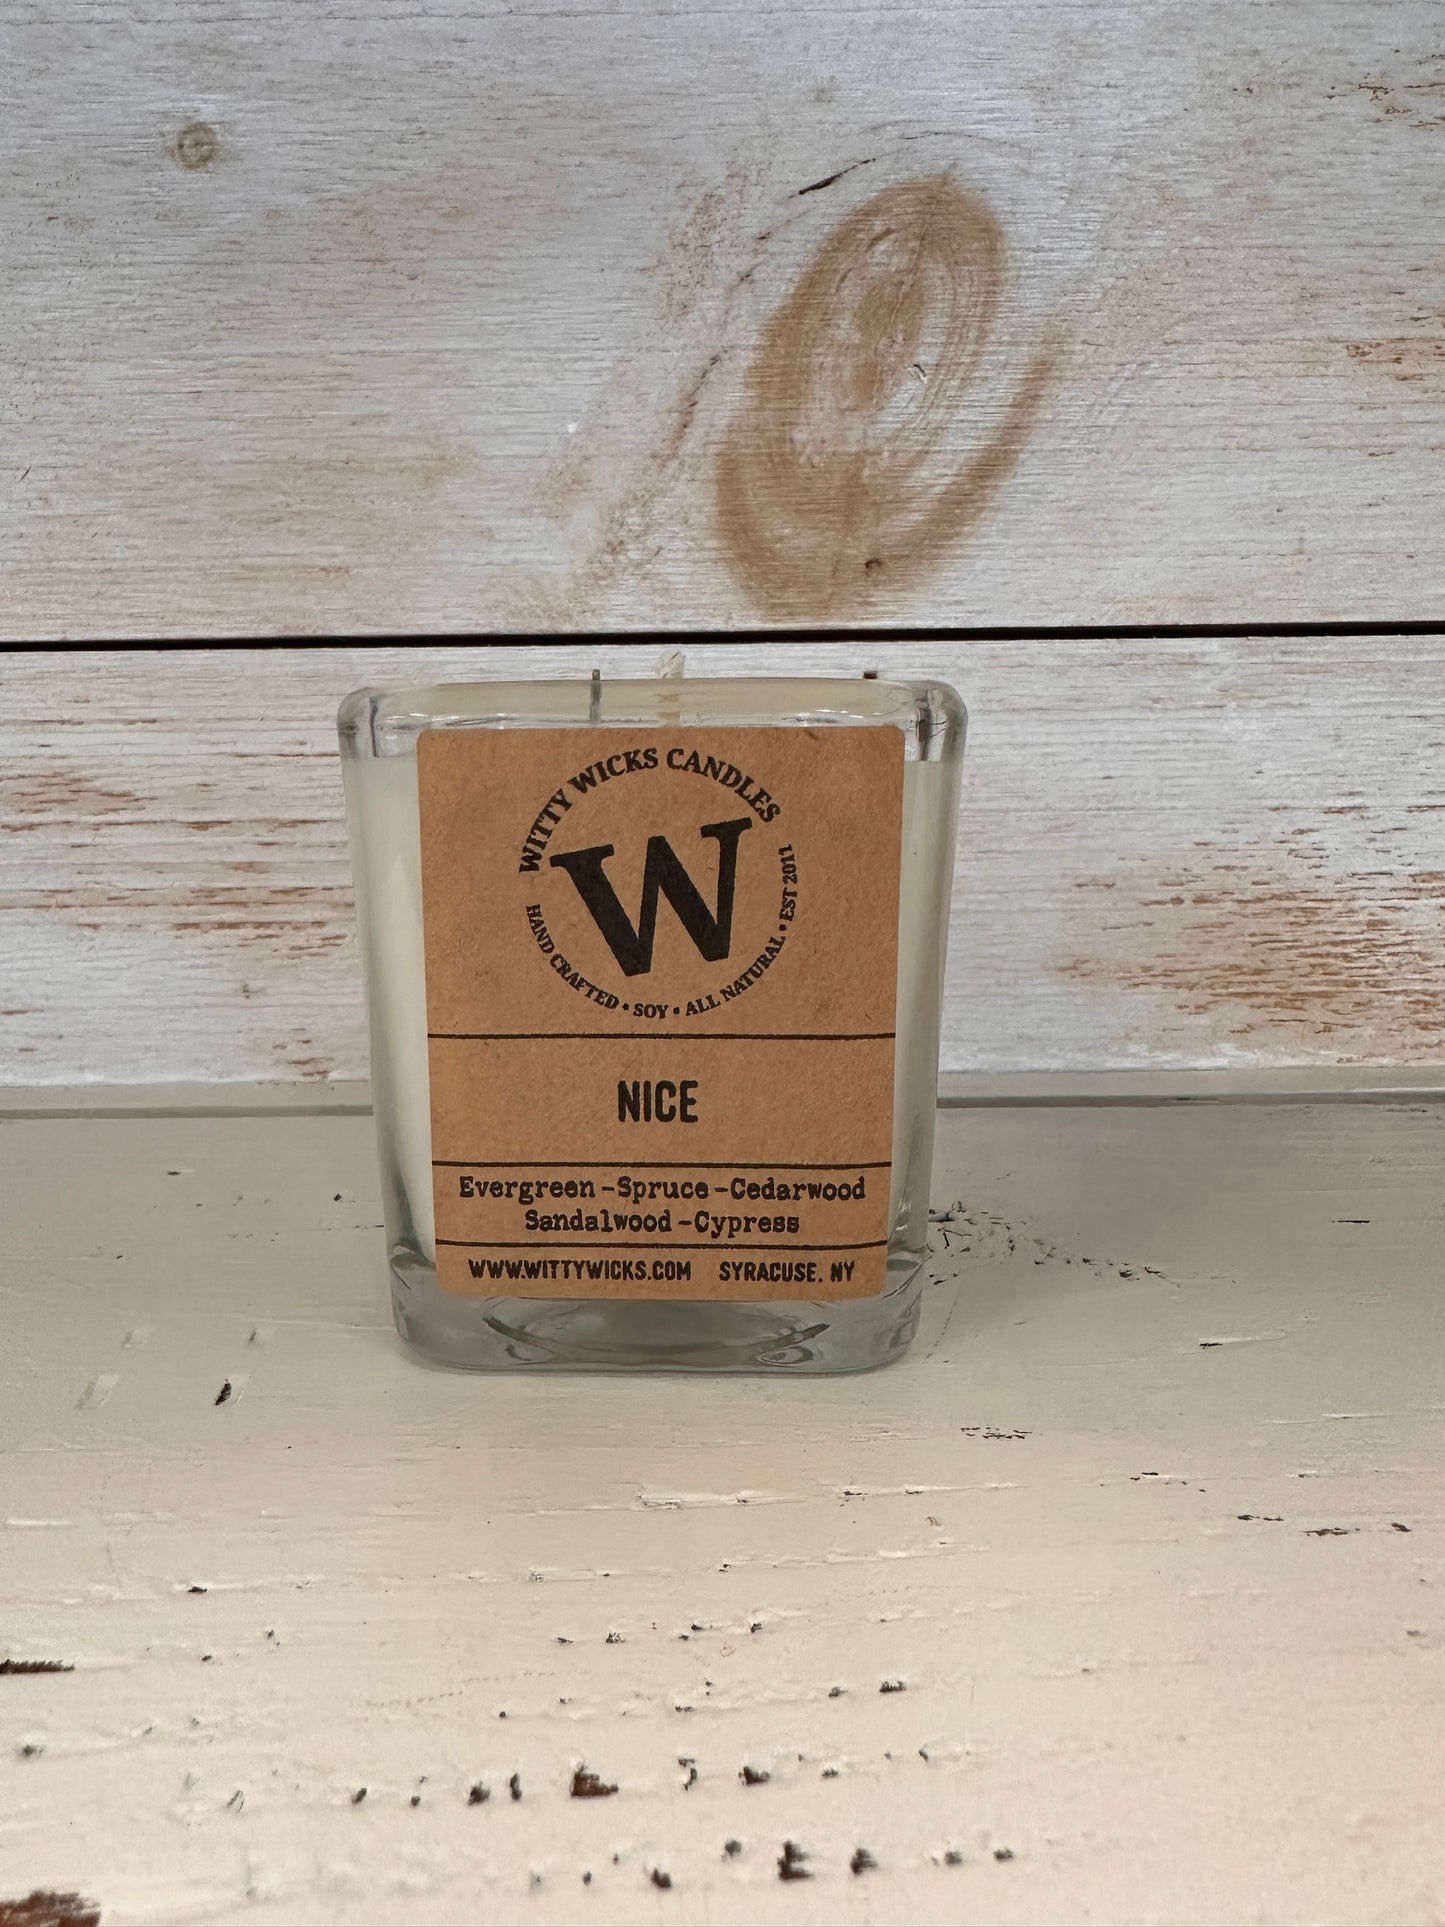 WITTY WICKS CANDLES
W
HAND CRAFTED • SOY • ALL NATURAL • EST 2011
NICE
Evergreen-Spruce-Cedarwood
Sandalwood-Cypress
WWW.WITTYWICKS.COM SYRACUSE, NY